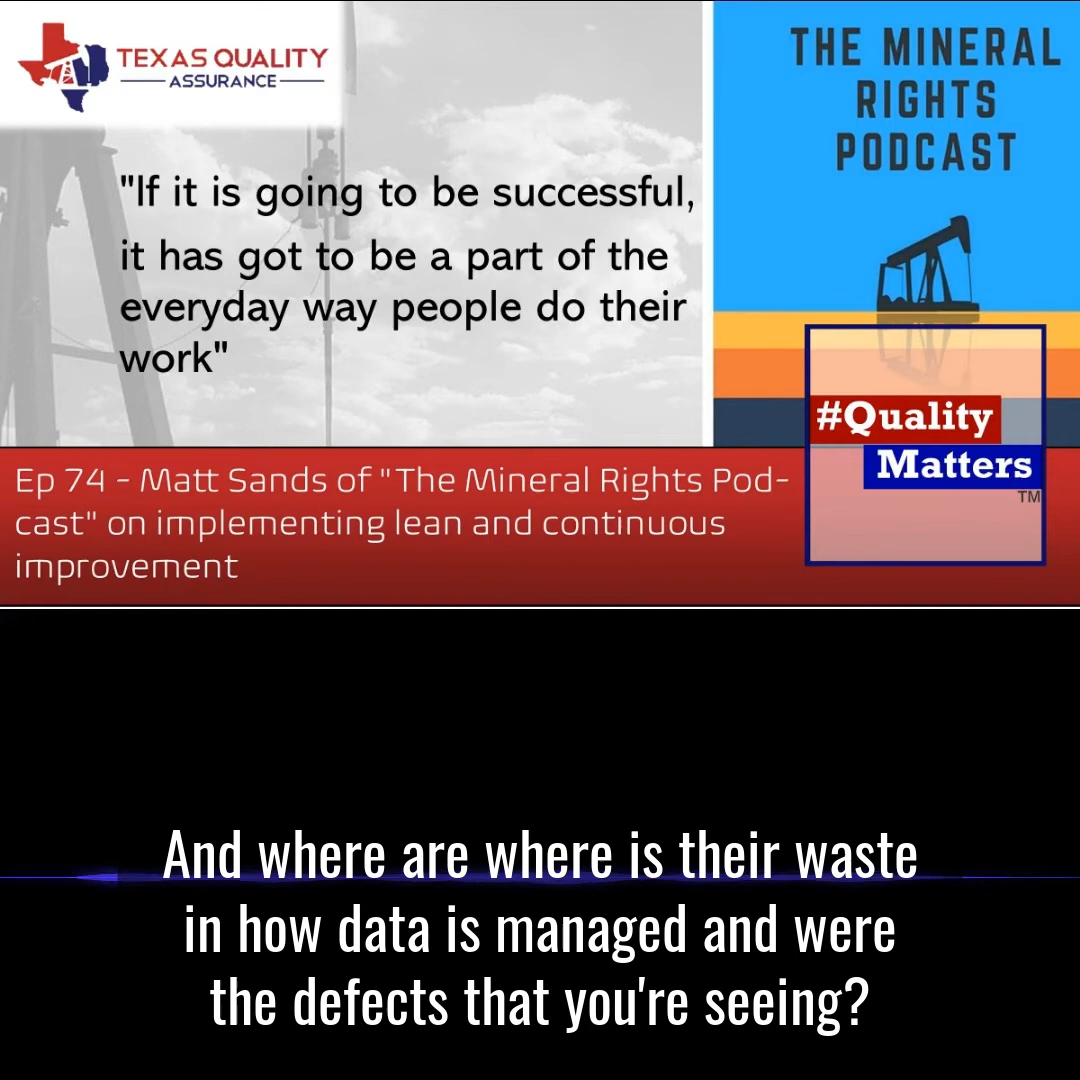 TEXAS QUALITY
ASSURANCE
THE MINERAL
RIGHTS
PODCAST
"If it is going to be successful,
it has got to be a part of the
everyday way people do their
work"
#Quality
Matters
TM
Ep 74 - Matt Sands of "The Mineral Rights Pod-
cast" on implementing lean and continuous
improvement
And where are where is their waste
in how data is managed and were
the defects that you're seeing?